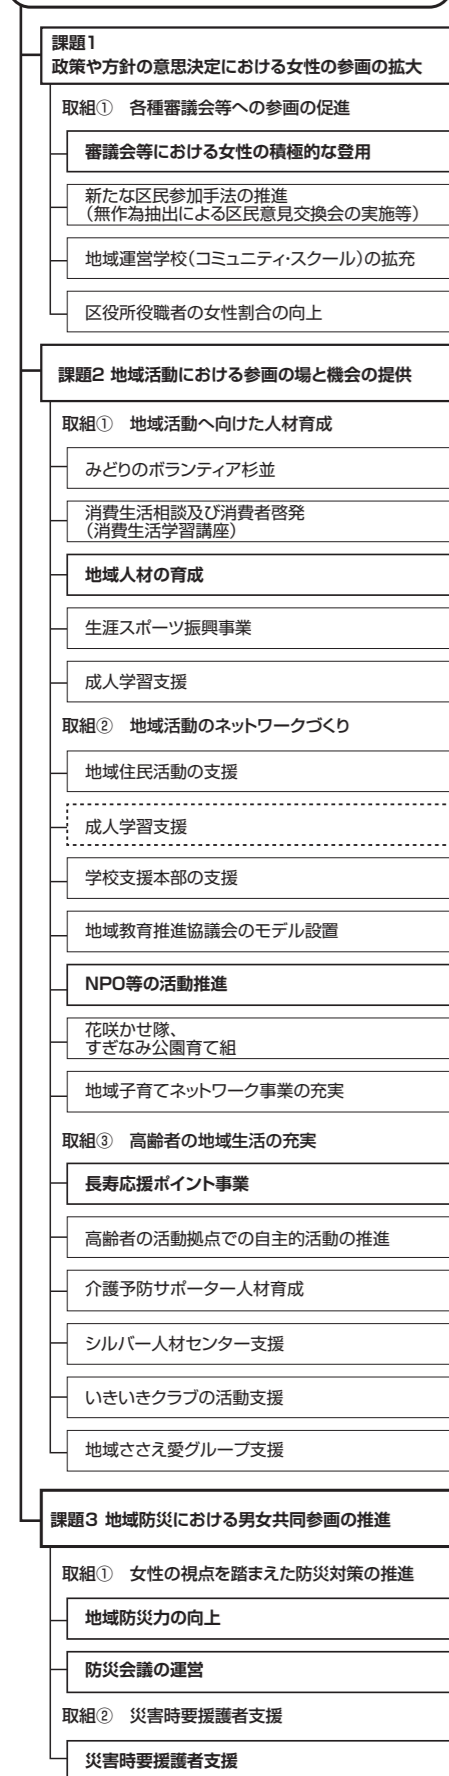 課題1
政策や方針の意思決定における女性の参画の拡大
取組① 各種審議会等への参画の促進
審議会等における女性の積極的な登用
新たな区民参加手法の推進
(無作為抽出による区民意見交換会の実施等)
地域運営学校(コミュニティ・スクール)の拡充
区役所役職者の女性割合の向上
課題2 地域活動における参画の場と機会の提供
取組① 地域活動へ向けた人材育成
みどりのボランティア杉並
消費生活相談及び消費者啓発
(消費生活学習講座)
地域人材の育成
生涯スポーツ振興事業
成人学習支援
取組② 地域活動のネットワークづくり
地域住民活動の支援
成人学習支援
学校支援本部の支援
地域教育推進協議会のモデル設置
NPO等の活動推進
花咲かせ隊、
すぎなみ公園育て組
地域子育てネットワーク事業の充実
取組③ 高齢者の地域生活の充実
長寿応援ポイント事業
高齢者の活動拠点での自主的活動の推進
介護予防サポーター人材育成
シルバー人材センター支援
いきいきクラブの活動支援
地域ささえ愛グループ支援
課題3 地域防災における男女共同参画の推進
取組① 女性の視点を踏まえた防災対策の推進
地域防災力の向上
防災会議の運営
取組② 災害時要援護者支援
災害時要援護者支援